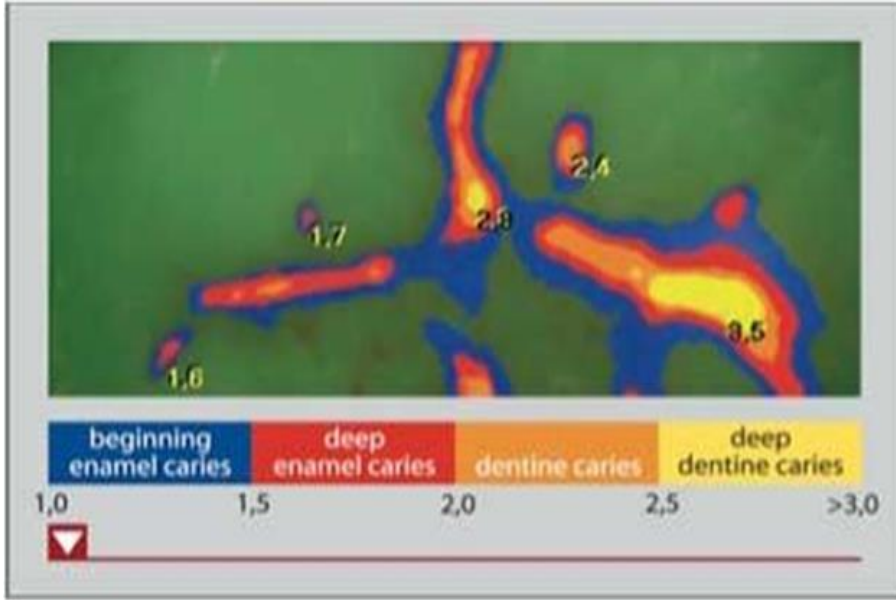 2,4
2,8
1,7
3,5
1,6
beginning
enamel caries
deep
enamel caries
dentine caries
deep
dentine caries
1,0
1,5
2,0
2,5
>3,0